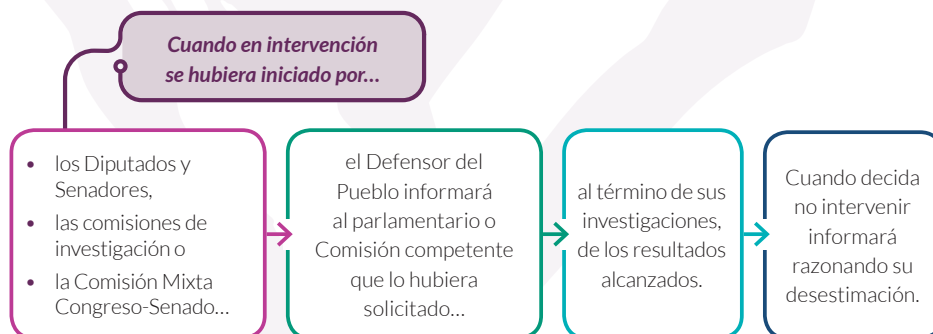 Cuando en intervención
se hubiera iniciado por...
• los Diputados y
Senadores,
• las comisiones de
investigación o
• la Comisión Mixta
Congreso-Senado...
el Defensor del
Pueblo informará
al parlamentario o
Comisión competente
que lo hubiera
solicitado...
al término de sus
investigaciones,
de los resultados
alcanzados.
Cuando decida
no intervenir
informará
razonando su
desestimación.